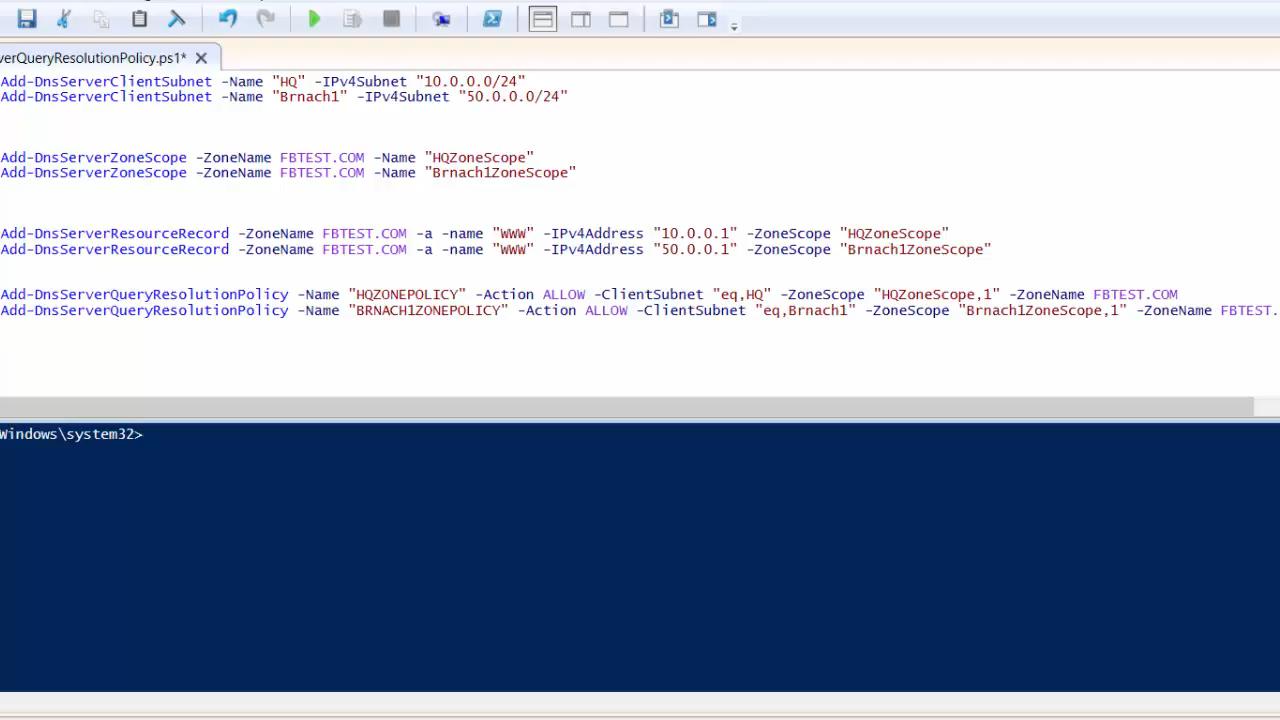 verQueryResolutionPolicy.ps1*
Add-DnsServerClientSubnet -Name "HQ" -IPv4Subnet "10.0.0.0/24"
Add-DnsServerClientSubnet -Name "Brnach1" -IPv4Subnet "50.0.0.0/24"
Add-DnsServerZoneScope -ZoneName FBTEST.COM -Name "HQZoneScope"
Add-DnsServerZoneScope -ZoneName FBTEST.COM -Name "Brnach1ZoneScope"
Add-DnsServerResourceRecord -ZoneName FBTEST.COM -a -name "WWW" -IPv4Address "10.0.0.1" -ZoneScope "HQZoneScope"
Add-DnsServerResourceRecord -ZoneName FBTEST.COM -a -name "WWW" -IPv4Address "50.0.0.1" -ZoneScope "Brnach1ZoneScope"
Add-DnsServerQueryResolutionPolicy -Name "HQZONEPOLICY" -Action ALLOW -ClientSubnet "eq,HQ" -ZoneScope "HQZoneScope,1" -ZoneName FBTEST.COM
Add-DnsServerQueryResolutionPolicy -Name "BRNACH1ZONEPOLICY" -Action ALLOW -ClientSubnet "eq,Brnach1" -ZoneScope "Brnach1ZoneScope,1" -ZoneName FBTEST.
Windows\system32>